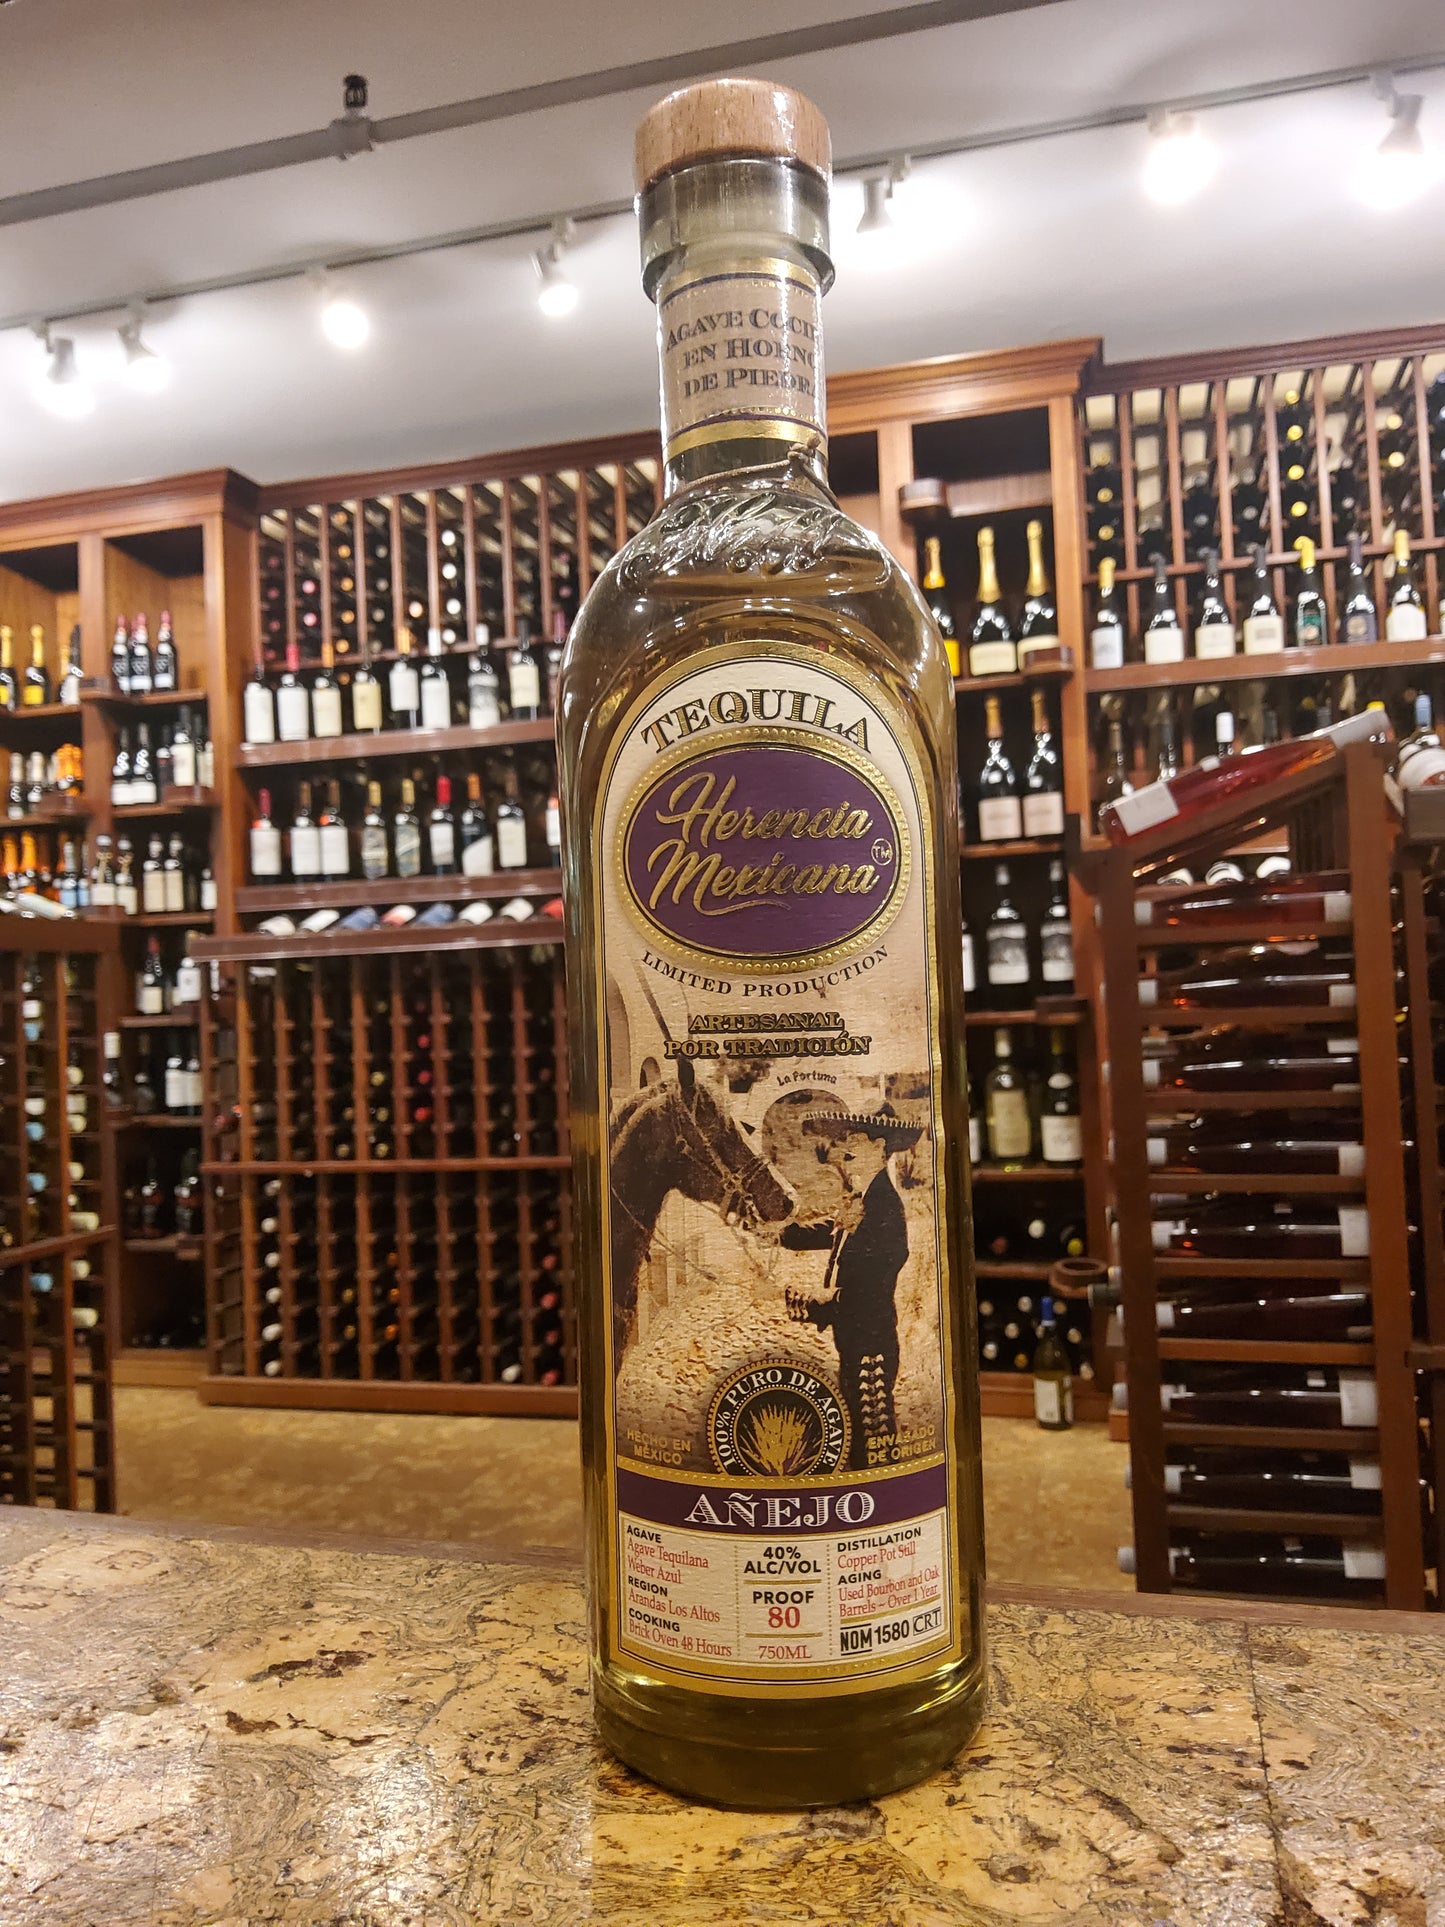 AGAVE
EN HORNO
DE
TEQUILA
Herencia
Mexicana TM
LIMITED PRODUCTION
ARTESANAL
POR TRADICIÓN
La Fortuna
100% PURO DE AGAVE
HECHO EN
MÉXICO
ENVASADO
DE ORIGEN
AÑEJO
AGAVE
Agave Tequilana
Weber Azul
REGION
Arandas Los Altos
COOKING
Brick Oven 48 Hours
40%
ALC/VOL
PROOF
80
750ML
DISTILLATION
Copper Pot Still
AGING
Used Bourbon and Oak
Barrels ~ Over 1 Year
NOM 1580 CRT